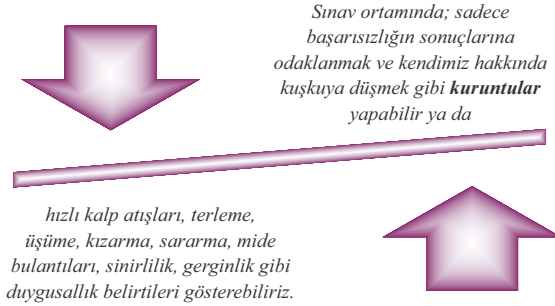 Sınav ortamında; sadece
başarısızlığın sonuçlarına
odaklanmak ve kendimiz hakkında
kuşkuya düşmek gibi kuruntular
yapabilir ya da
hızlı kalp atışları, terleme,
üşüme, kızarma, sararma, mide
bulantıları, sinirlilik, gerginlik gibi
duygusallık belirtileri gösterebiliriz.